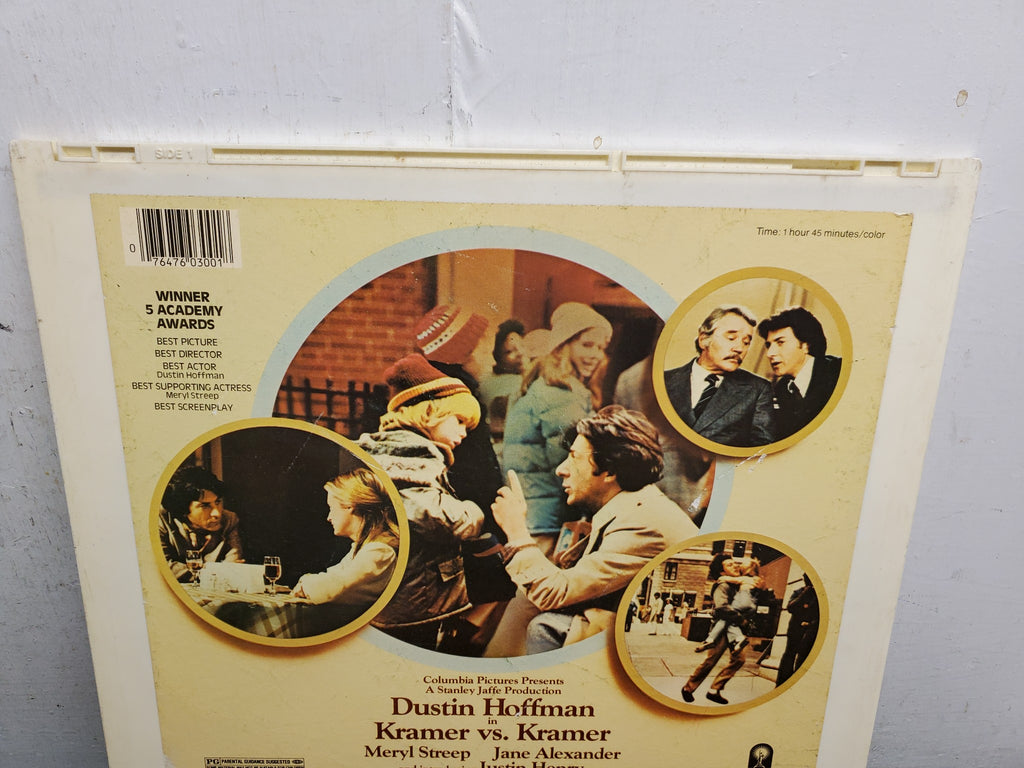 SIDE 1
0
76476 03001
Time: 1 hour 45 minutes/color
WINNER
5 ACADEMY
AWARDS
BEST PICTURE
BEST DIRECTOR
BEST ACTOR
Dustin Hoffman
BEST SUPPORTING ACTRESS
Meryl Streep
BEST SCREENPLAY
Columbia Pictures Presents
A Stanley Jaffe Production
Dustin Hoffman
in
Kramer vs. Kramer
Meryl Streep Jane Alexander
Justin Henry
PG PARENTAL GUIDANCE SUGGESTED